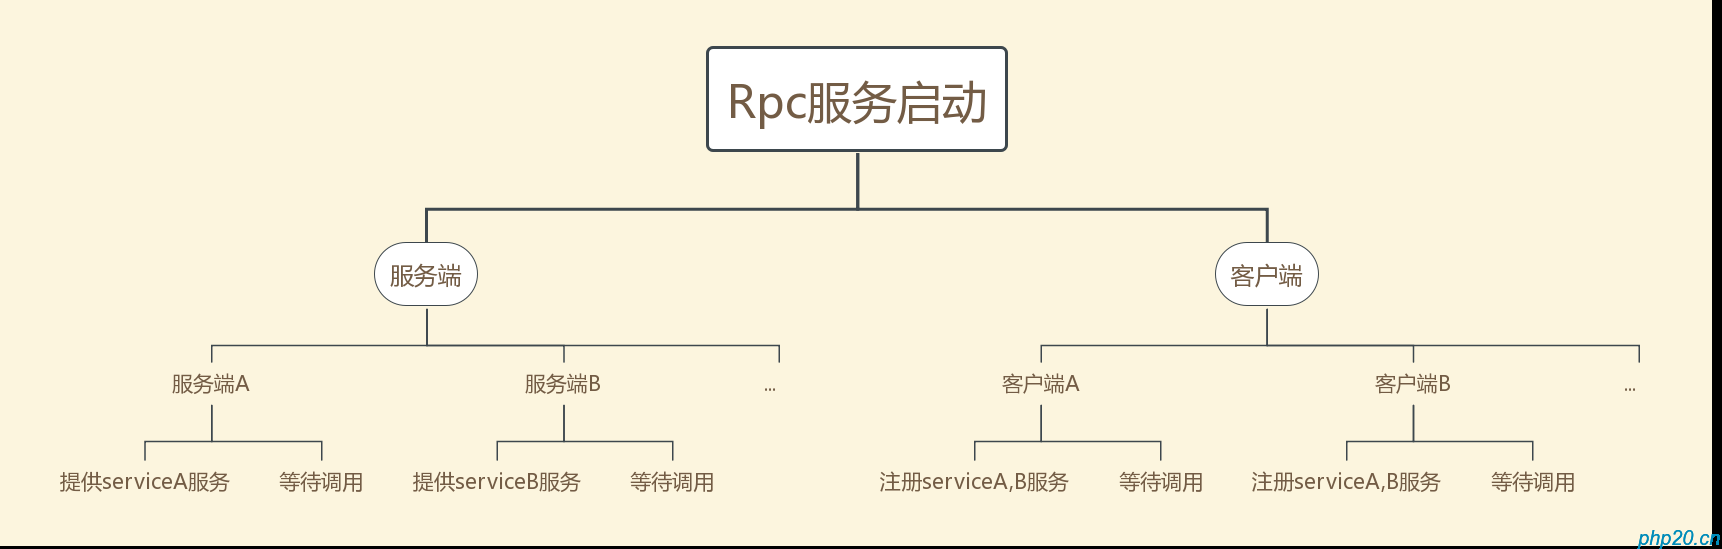 Rpc服务启动
服务端
客户端
服务端A
服务端B
...
客户端A
客户端B
...
提供serviceA服务
等待调用
提供serviceB服务
等待调用
注册serviceA,B服务
等待调用
注册serviceA,B服务
等待调用
php20.cn